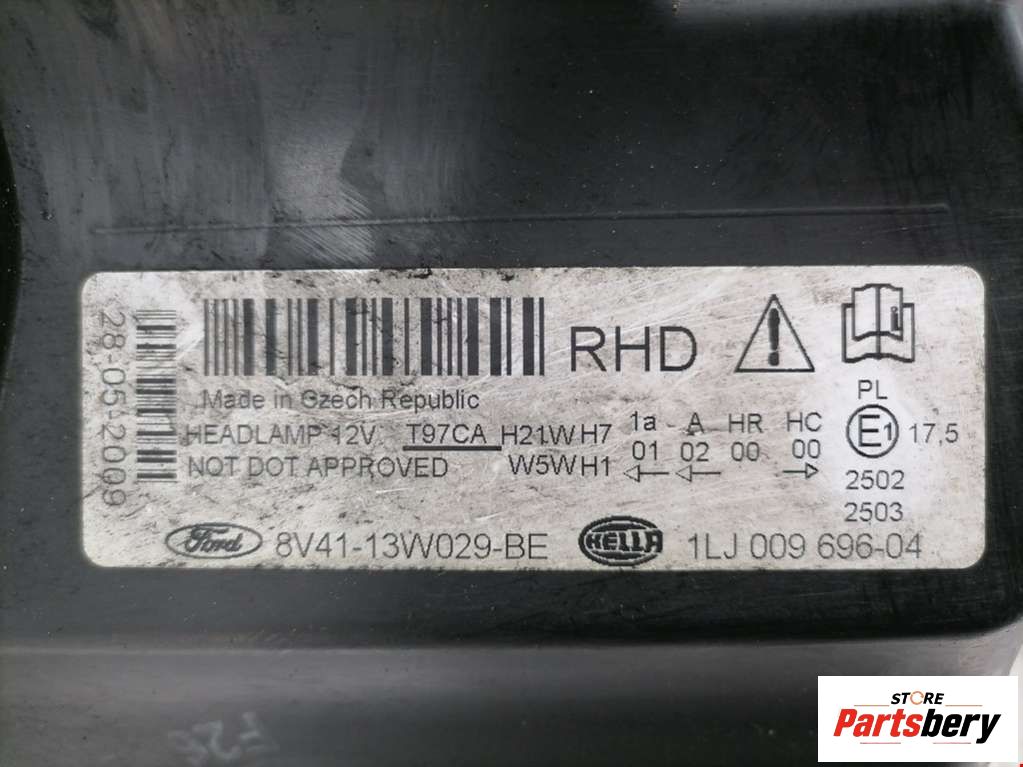 28-05-2009
RHD
Made in Czech Republic
PL
HEADLAMP 12V T97CA H21W H7 1a A HR HC E1 17,5
NOT DOT APPROVED W5W H1 01 02 00 00
2502
2503
Ford 8V41-13W029-BE HELLA 1LJ 009 696-04
STORE
Partsbery